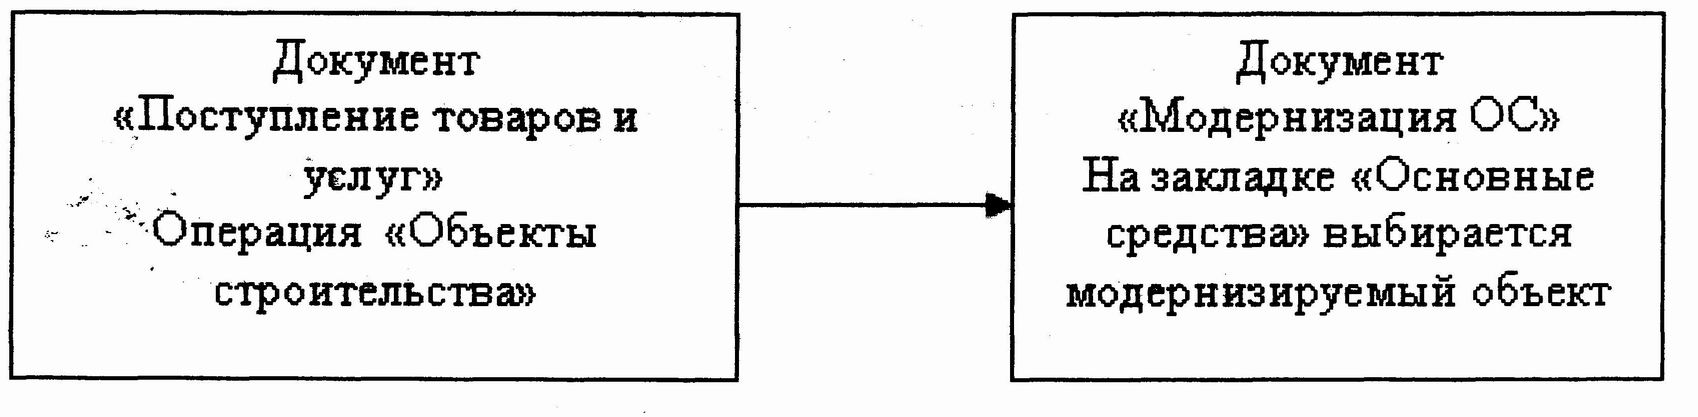 Документ
«Поступление товаров и
услуг»
Операция «Объекты
строительства»
Документ
«Модернизация ОС»
На закладке «Основные
средства» выбирается
модернизируемый объект